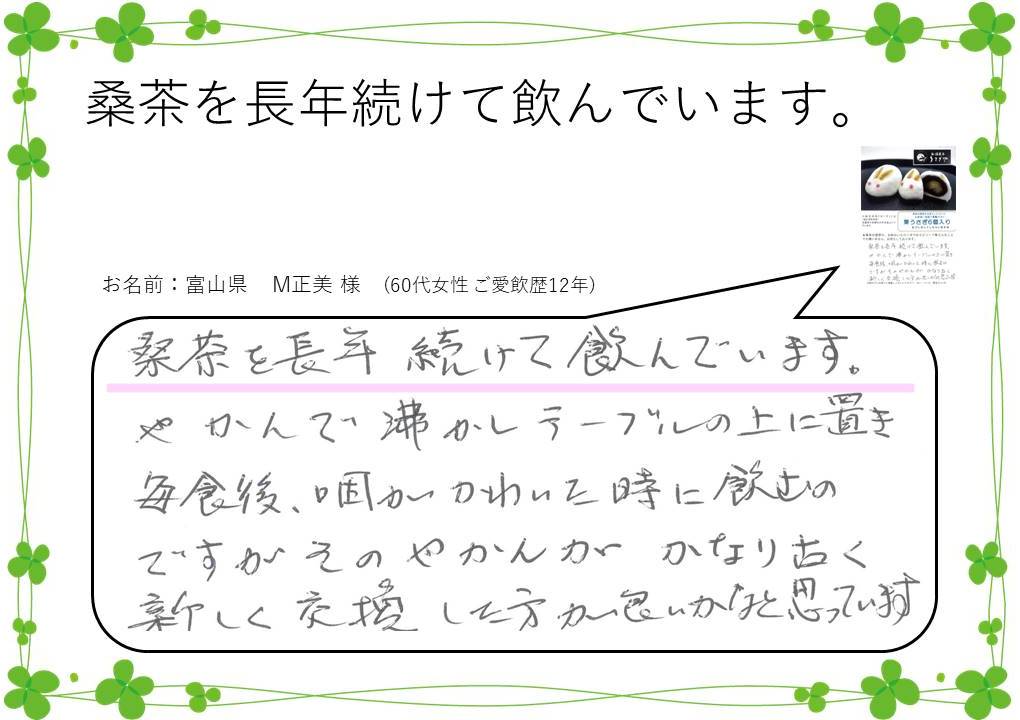 桑茶を長年続けて飲んでいます。
お名前：富山県　M正美 様　(60代女性 ご愛飲歴12年)
桑茶を長年 続けて飲んでいます。
やかんで沸かしテーブルの上に置き
毎食後、咽がかわいた時に飲むの
ですがそのやかんが かなり古く
新しく交換した方が良いかなと思っています